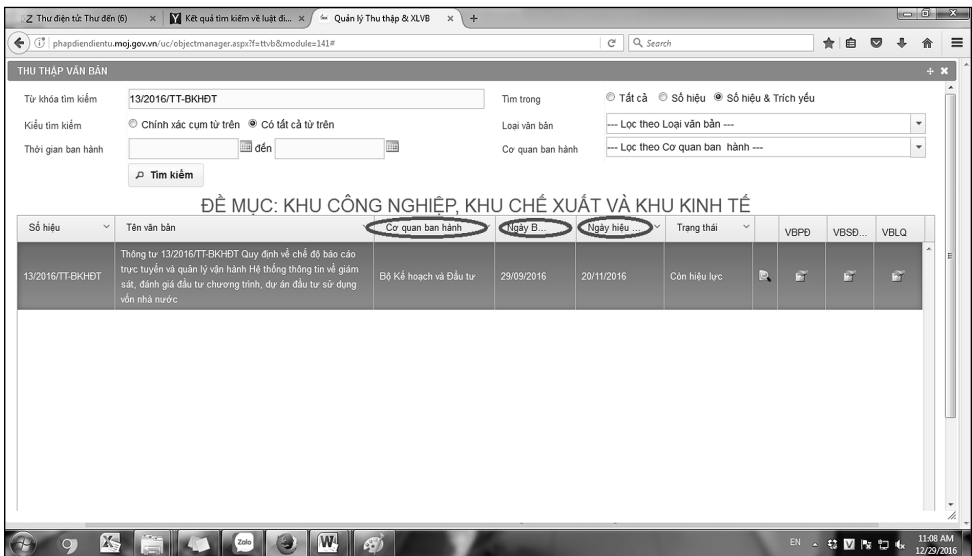 Z Thư điện tử: Thư đến (6)
Kết quả tìm kiếm về luật đi...
Quản lý Thu thập & XLVB
phapdiendientu.moj.gov.vn/uc/objectmanager.aspx?f=ttvb&module=141#
Search
THU THẬP VĂN BẢN
Từ khóa tìm kiếm 13/2016/TT-BKHĐT Tìm trong Tất cả Số hiệu Số hiệu & Trích yếu
Kiểu tìm kiếm Chính xác cụm từ trên Có tất cả từ trên Loại văn bản --- Lọc theo Loại văn bản ---
Thời gian ban hành đến Cơ quan ban hành --- Lọc theo Cơ quan ban hành ---
Tìm kiếm
ĐỀ MỤC: KHU CÔNG NGHIỆP, KHU CHẾ XUẤT VÀ KHU KINH TẾ
Số hiệu Tên văn bản Cơ quan ban hành Ngày B... Ngày hiệu ... Trạng thái VBPĐ VBSĐ... VBLQ
Thông tư 13/2016/TT-BKHĐT Quy định về chế độ báo cáo
trực tuyến và quản lý vận hành Hệ thống thông tin về giám
13/2016/TT-BKHĐT Bộ Kế hoạch và Đầu tư 29/09/2016 20/11/2016 Còn hiệu lực
sát, đánh giá đầu tư chương trình, dự án đầu tư sử dụng
vốn nhà nước
Zalo
EN
11:08 AM
12/29/2016